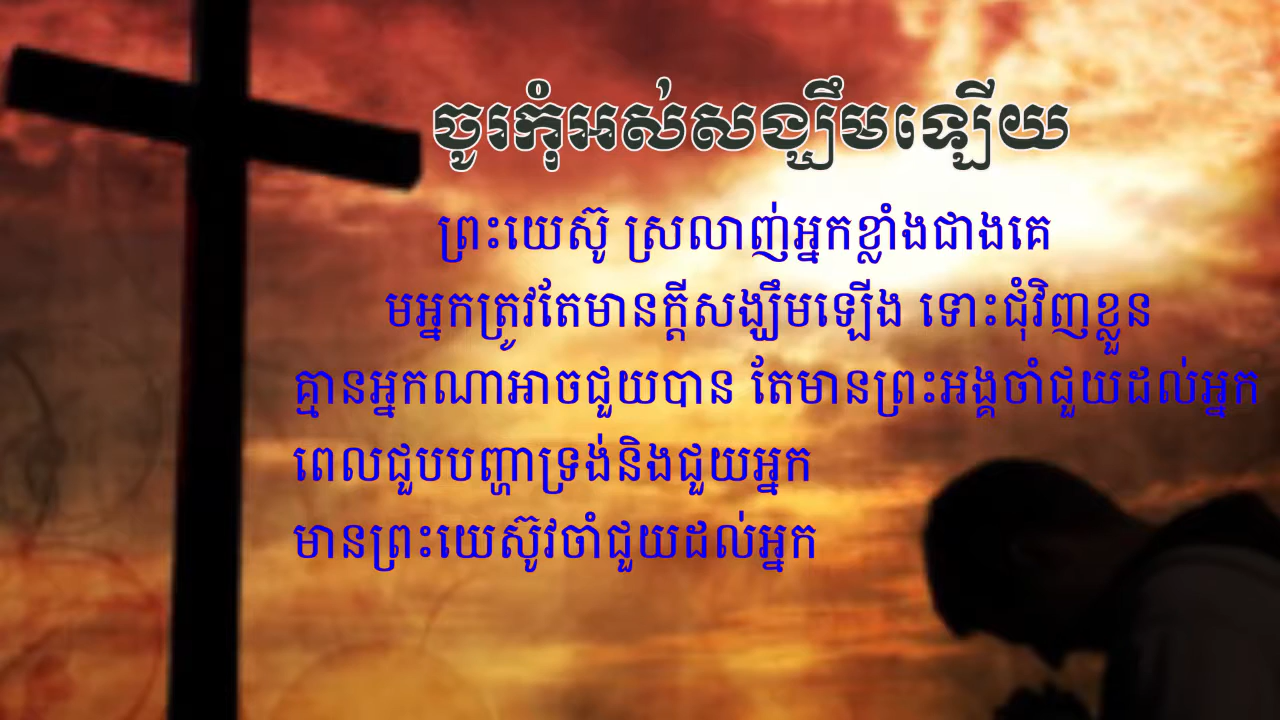 ចូរកុំអស់សង្ឃឹមឡើយ
ព្រះយេស៊ូ ស្រលាញ់អ្នកខ្លាំងជាងគេ
មអ្នកត្រូវតែមានក្ដីសង្ឃឹមឡើង ទោះជុំវិញខ្លួន
គ្មានអ្នកណាអាចជួយបាន តែមានព្រះអង្គចាំជួយដល់អ្នក
ពេលជួបបញ្ហាទ្រង់និងជួយអ្នក
មានព្រះយេស៊ូវចាំជួយដល់អ្នក